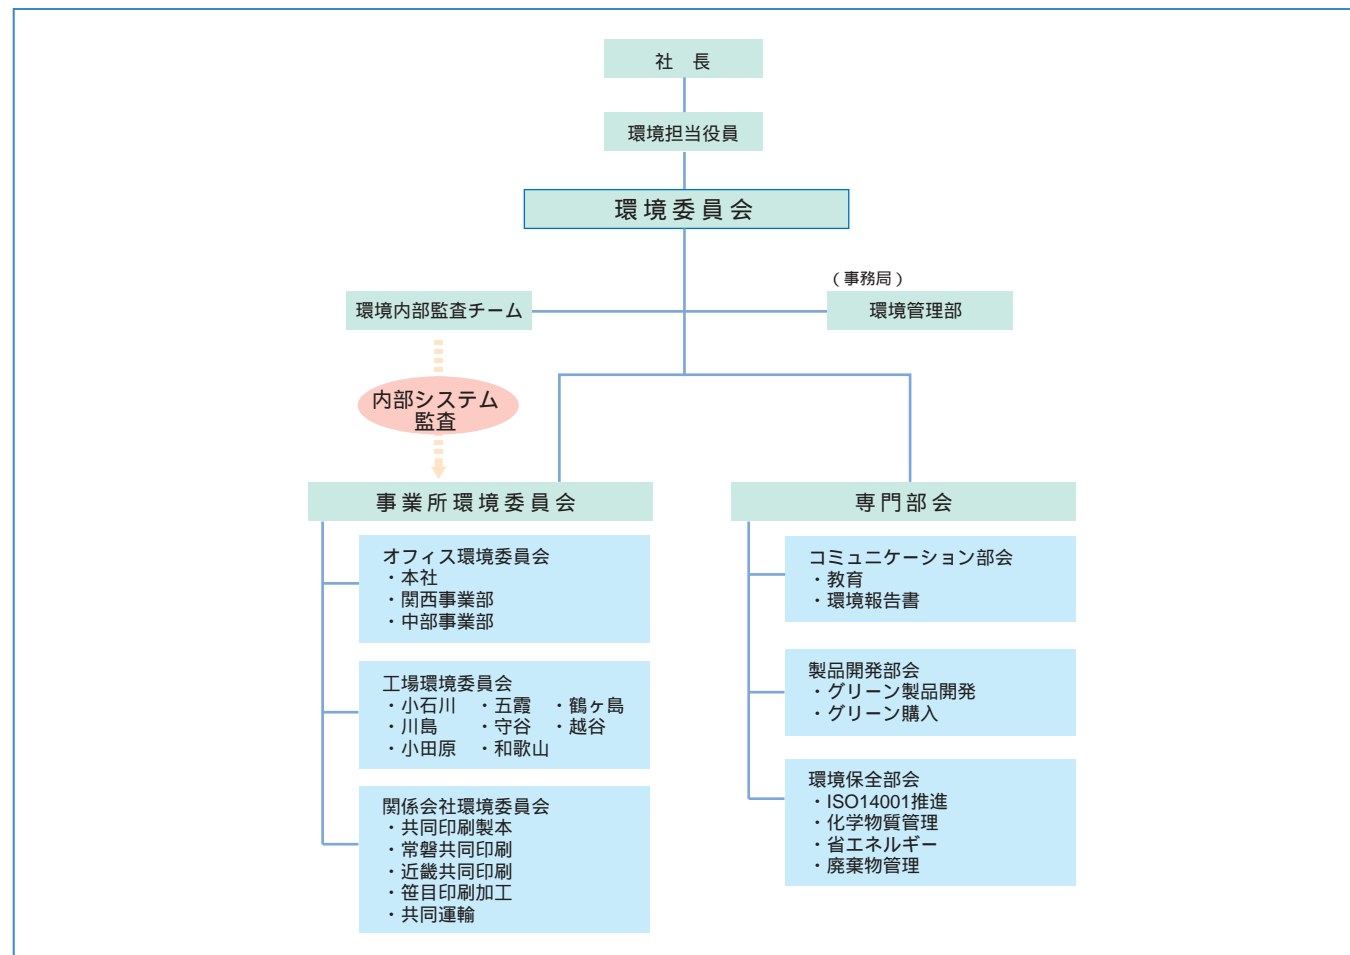 社 長
環境担当役員
環境委員会
（事務局）
環境内部監査チーム
環境管理部
内部システム
監査
事業所環境委員会
オフィス環境委員会
・本社
・関西事業部
・中部事業部
工場環境委員会
・小石川 ・五霞 ・鶴ヶ島
・川島 ・守谷 ・越谷
・小田原 ・和歌山
関係会社環境委員会
・共同印刷製本
・常磐共同印刷
・近畿共同印刷
・笹目印刷加工
・共同運輸
専門部会
コミュニケーション部会
・教育
・環境報告書
製品開発部会
・グリーン製品開発
・グリーン購入
環境保全部会
・ISO14001推進
・化学物質管理
・省エネルギー
・廃棄物管理